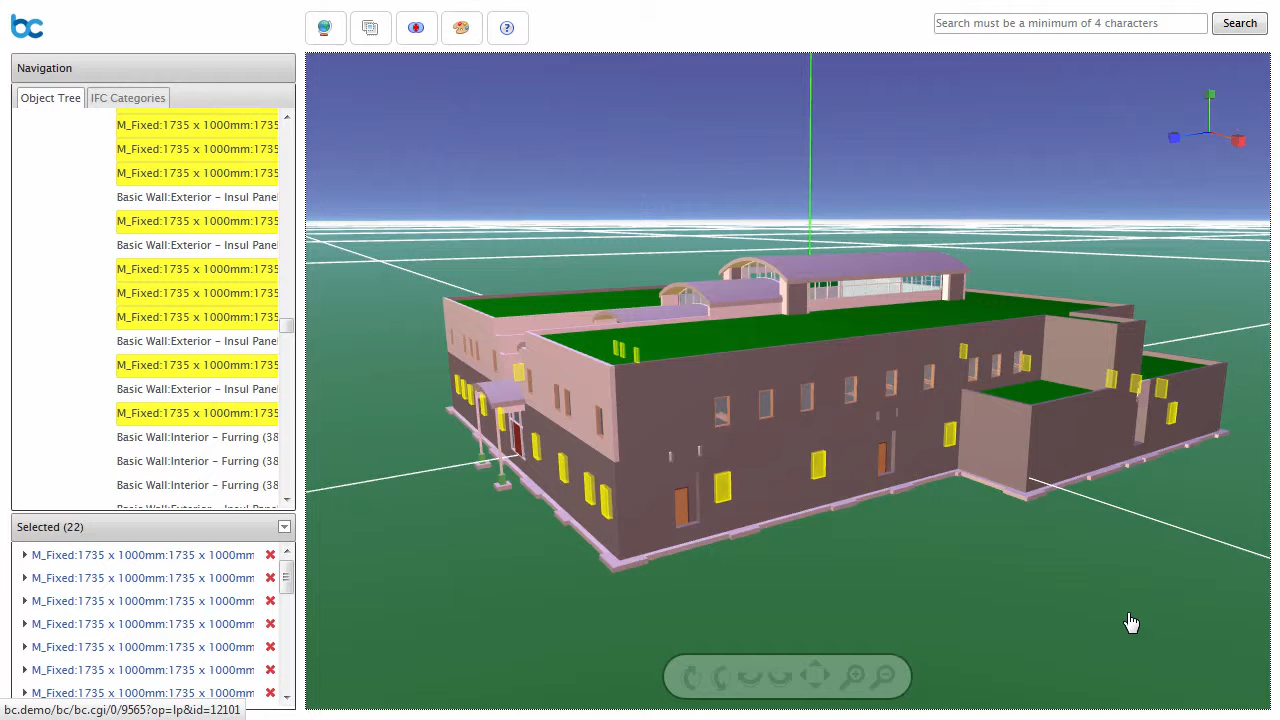 bc
Search must be a minimum of 4 characters
Search
Navigation
Object Tree
IFC Categories
M_Fixed:1735 x 1000mm:1735
M_Fixed:1735 x 1000mm:1735
M_Fixed:1735 x 1000mm:1735
Basic Wall:Exterior - Insul Pane
M_Fixed:1735 x 1000mm:1735
Basic Wall:Exterior - Insul Pane
M_Fixed:1735 x 1000mm:1735
M_Fixed:1735 x 1000mm:1735
M_Fixed:1735 x 1000mm:1735
Basic Wall:Exterior - Insul Pane
M_Fixed:1735 x 1000mm:1735
Basic Wall:Exterior - Insul Pane
M_Fixed:1735 x 1000mm:1735
Basic Wall:Interior - Furring (38
Basic Wall:Interior - Furring (38
Basic Wall:Interior - Furring (38
Selected (22)
M_Fixed:1735 x 1000mm:1735 x 1000mm
M_Fixed:1735 x 1000mm:1735 x 1000mm
M_Fixed:1735 x 1000mm:1735 x 1000mm
M_Fixed:1735 x 1000mm:1735 x 1000mm
M_Fixed:1735 x 1000mm:1735 x 1000mm
M_Fixed:1735 x 1000mm:1735 x 1000mm
M_Fixed:1735 x 1000mm:1735 x 1000mm
bc.demo/bc/bc.cgi/0/9565?op=lp&id=12101